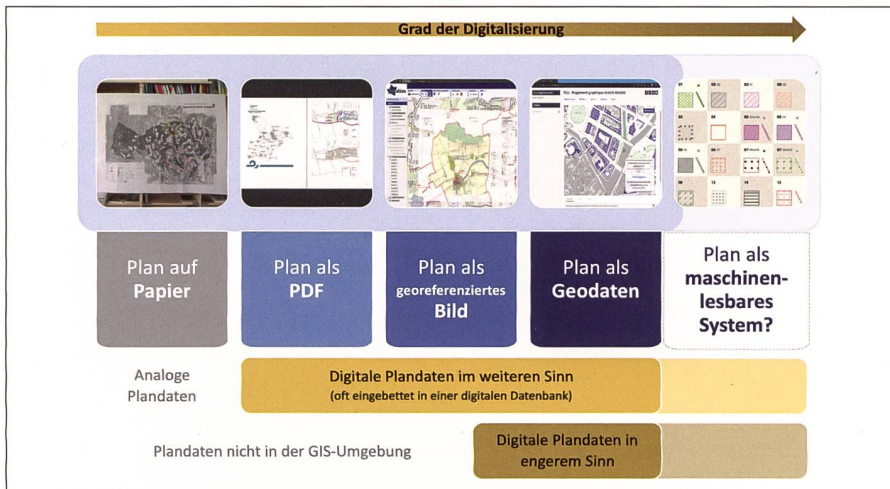 Grad der Digitalisierung
Plan auf
Papier
Plan als
PDF
Plan als
georeferenziertes
Bild
Plan als
Geodaten
Plan als
maschinen-
lesbares
System?
Analoge
Plandaten
Digitale Plandaten im weiteren Sinn
(oft eingebettet in einer digitalen Datenbank)
Plandaten nicht in der GIS-Umgebung
Digitale Plandaten in
engerem Sinn